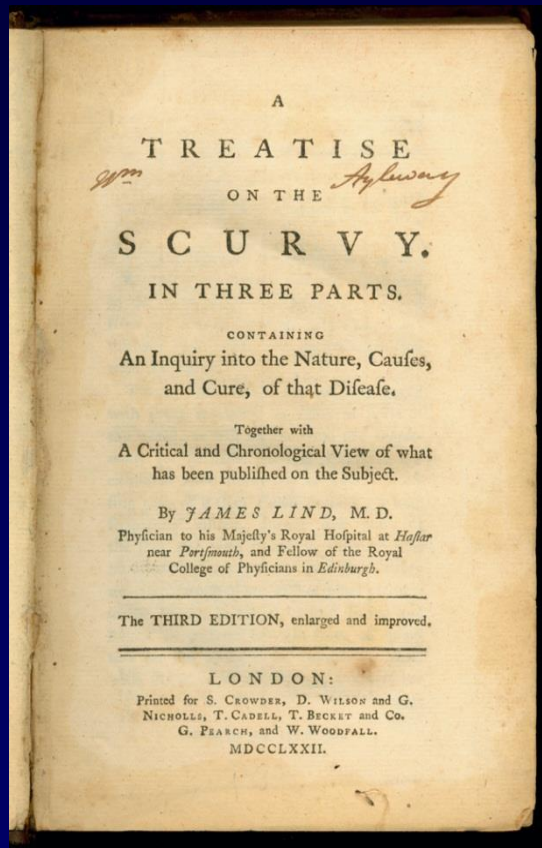 A
TREATISE
Wm Aylward
ON THE
SCURVY.
IN THREE PARTS.
CONTAINING
An Inquiry into the Nature, Cauſes,
and Cure, of that Diſeaſe.
Together with
A Critical and Chronological View of what
has been publiſhed on the Subject.
By JAMES LIND, M. D.
Phyſician to his Majeſty's Royal Hoſpital at Haſlar
near Portſmouth, and Fellow of the Royal
College of Phyſicians in Edinburgh.
The THIRD EDITION, enlarged and improved.
LONDON:
Printed for S. CROWDER, D. WILSON and G.
NICHOLLS, T. CADELL, T. BECKET and Co.
G. PEARCH, and W. WOODFALL.
MDCCLXXII.